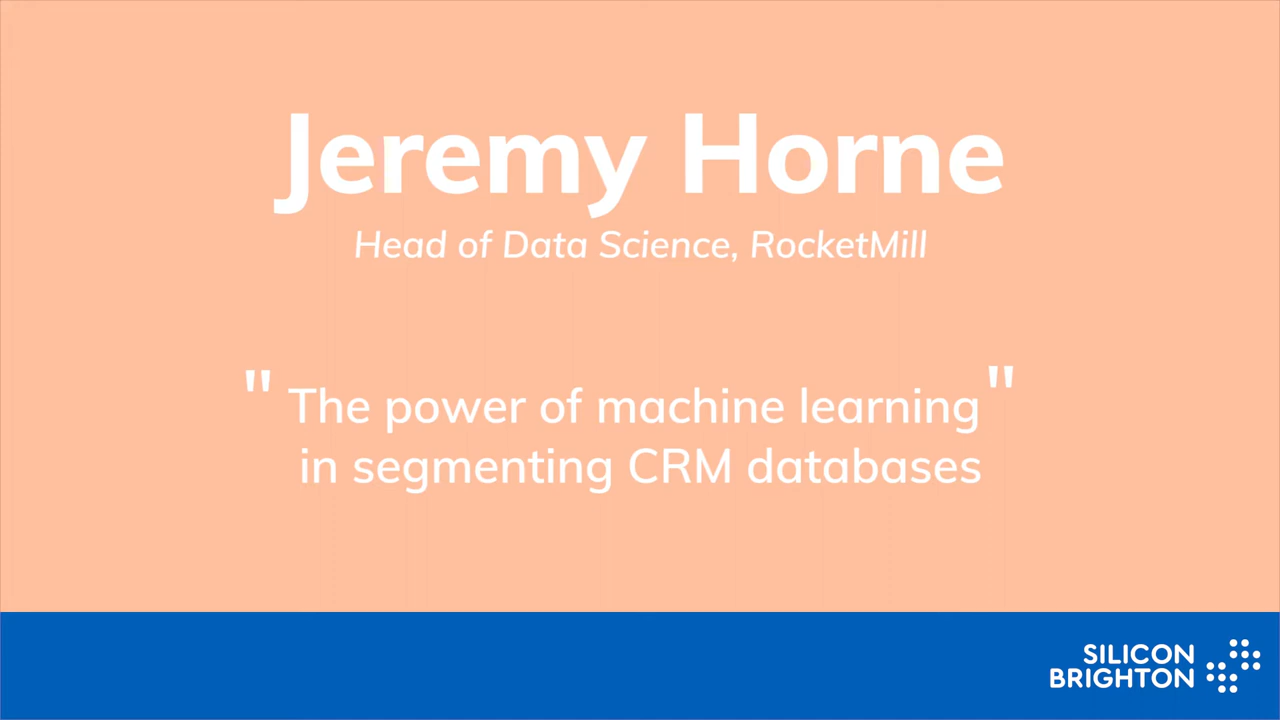 Jeremy Horne
Head of Data Science, RocketMill
"The power of machine learning"
in segmenting CRM databases
SILICON
BRIGHTON